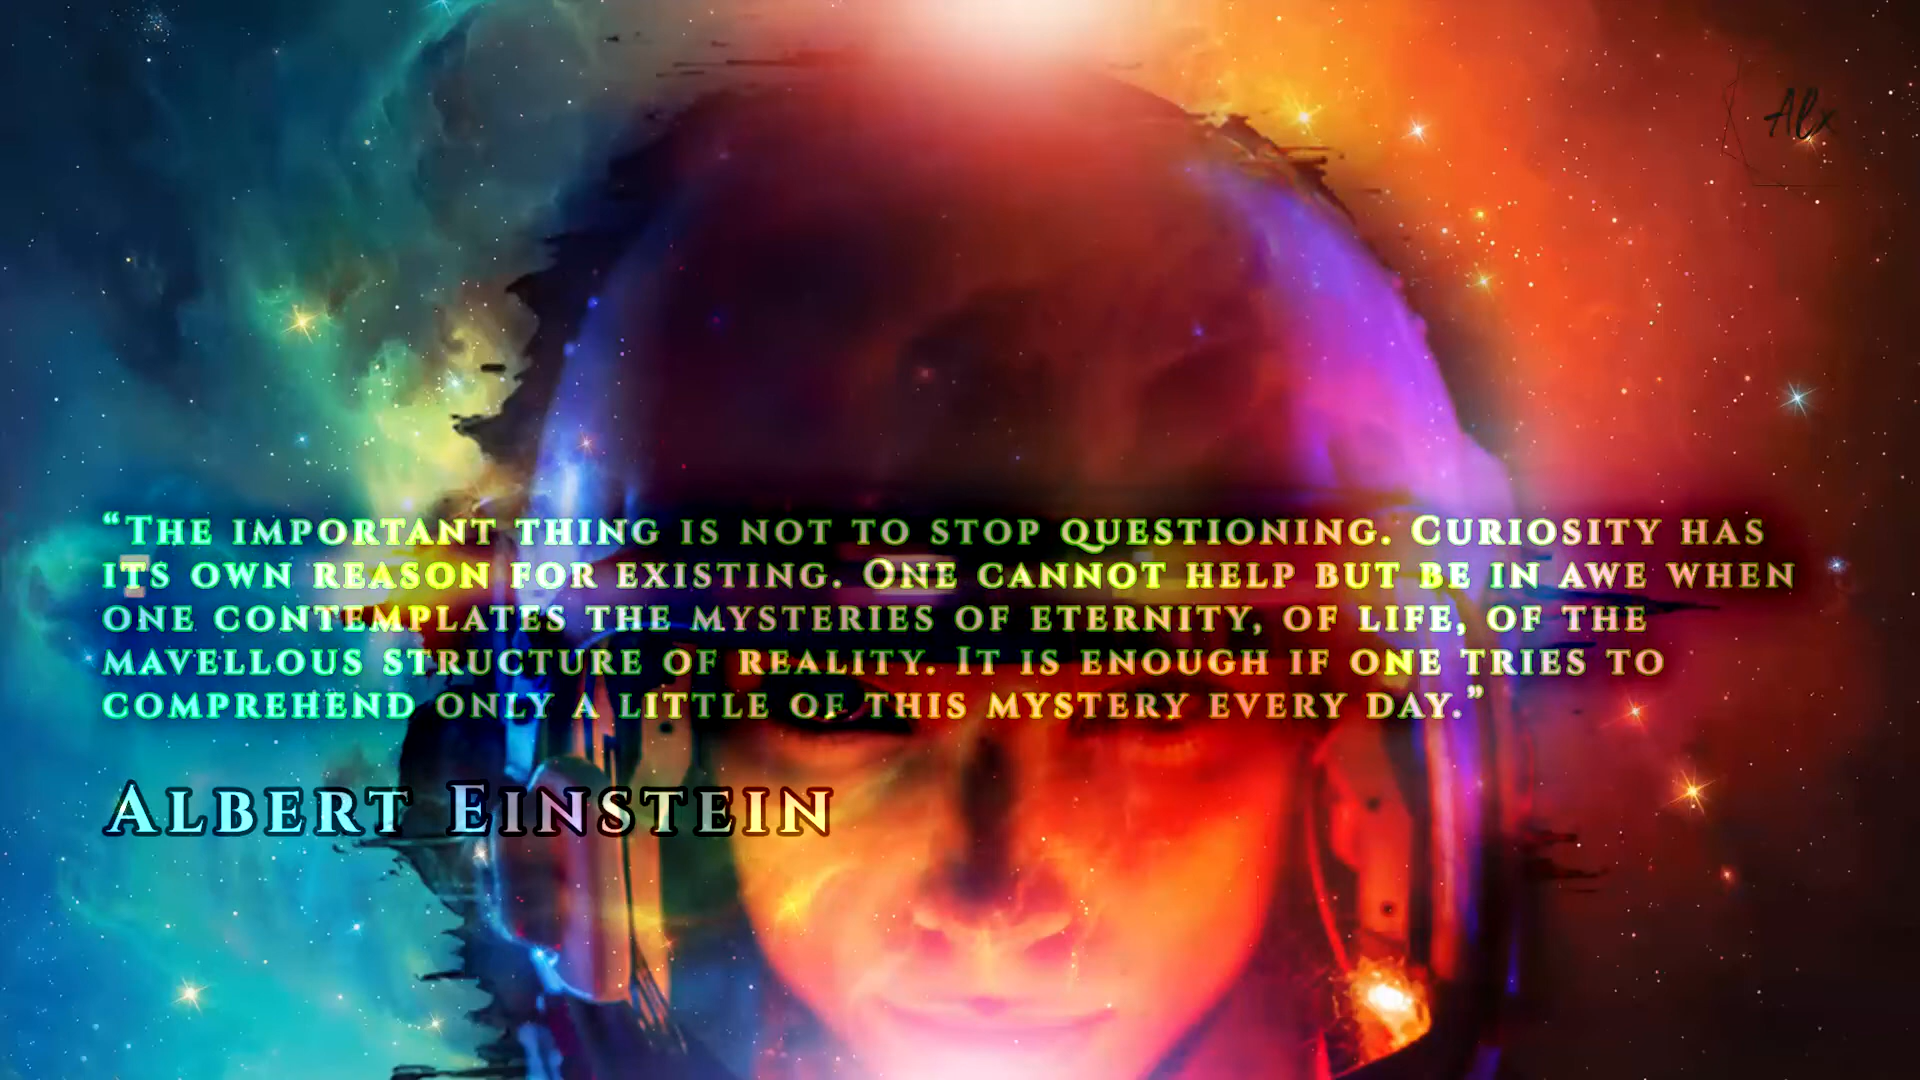 Alx
“The important thing is not to stop questioning. Curiosity has
its own reason for existing. One cannot help but be in awe when
one contemplates the mysteries of eternity, of life, of the
mavellous structure of reality. It is enough if one tries to
comprehend only a little of this mystery every day.”
Albert Einstein